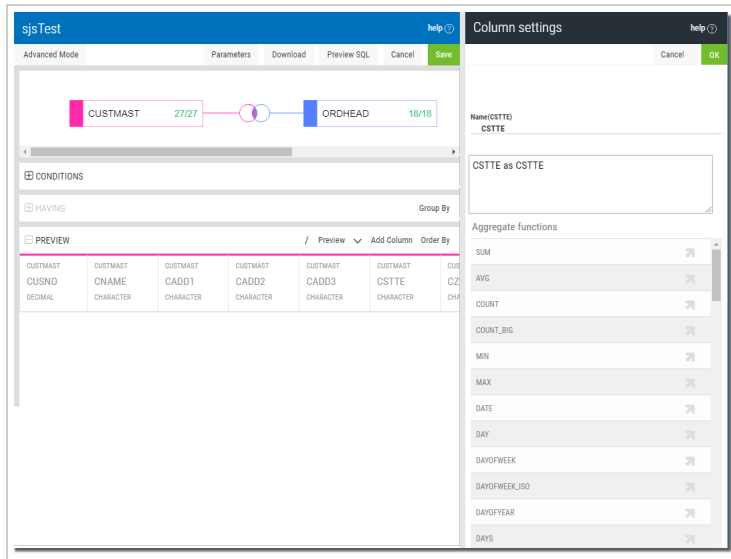 sjsTest
help ?
Advanced Mode
Parameters
Download
Preview SQL
Cancel
Save
CUSTMAST 27/27
ORDHEAD 18/18
CONDITIONS
HAVING
Group By
PREVIEW
/ Preview
Add Column
Order By
CUSTMAST CUSTMAST CUSTMAST CUSTMAST CUSTMAST CUSTMAST CUS
CUSNO CNAME CADD1 CADD2 CADD3 CSTTE CZ
DECIMAL CHARACTER CHARACTER CHARACTER CHARACTER CHARACTER CHA
Column settings
help ?
Cancel
OK
Name(CSTTE)
CSTTE
CSTTE as CSTTE
Aggregate functions
SUM
AVG
COUNT
COUNT_BIG
MIN
MAX
DATE
DAY
DAYOFWEEK
DAYOFWEEK_ISO
DAYOFYEAR
DAYS